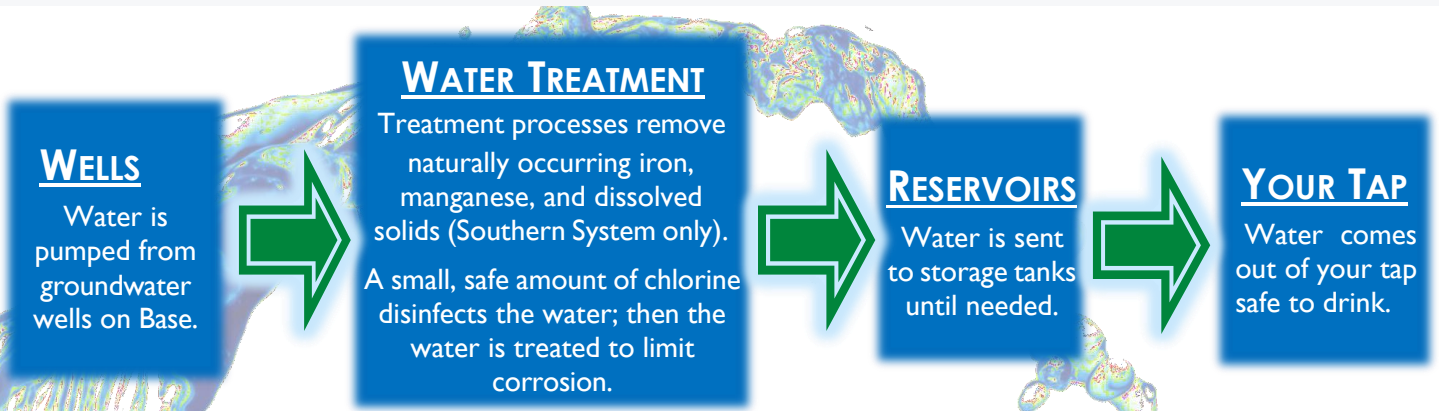 WELLS
Water is
pumped from
groundwater
wells on Base.
WATER TREATMENT
Treatment processes remove
naturally occurring iron,
manganese, and dissolved
solids (Southern System only).
A small, safe amount of chlorine
disinfects the water; then the
water is treated to limit
corrosion.
RESERVOIRS
Water is sent
to storage tanks
until needed.
YOUR TAP
Water comes
out of your tap
safe to drink.